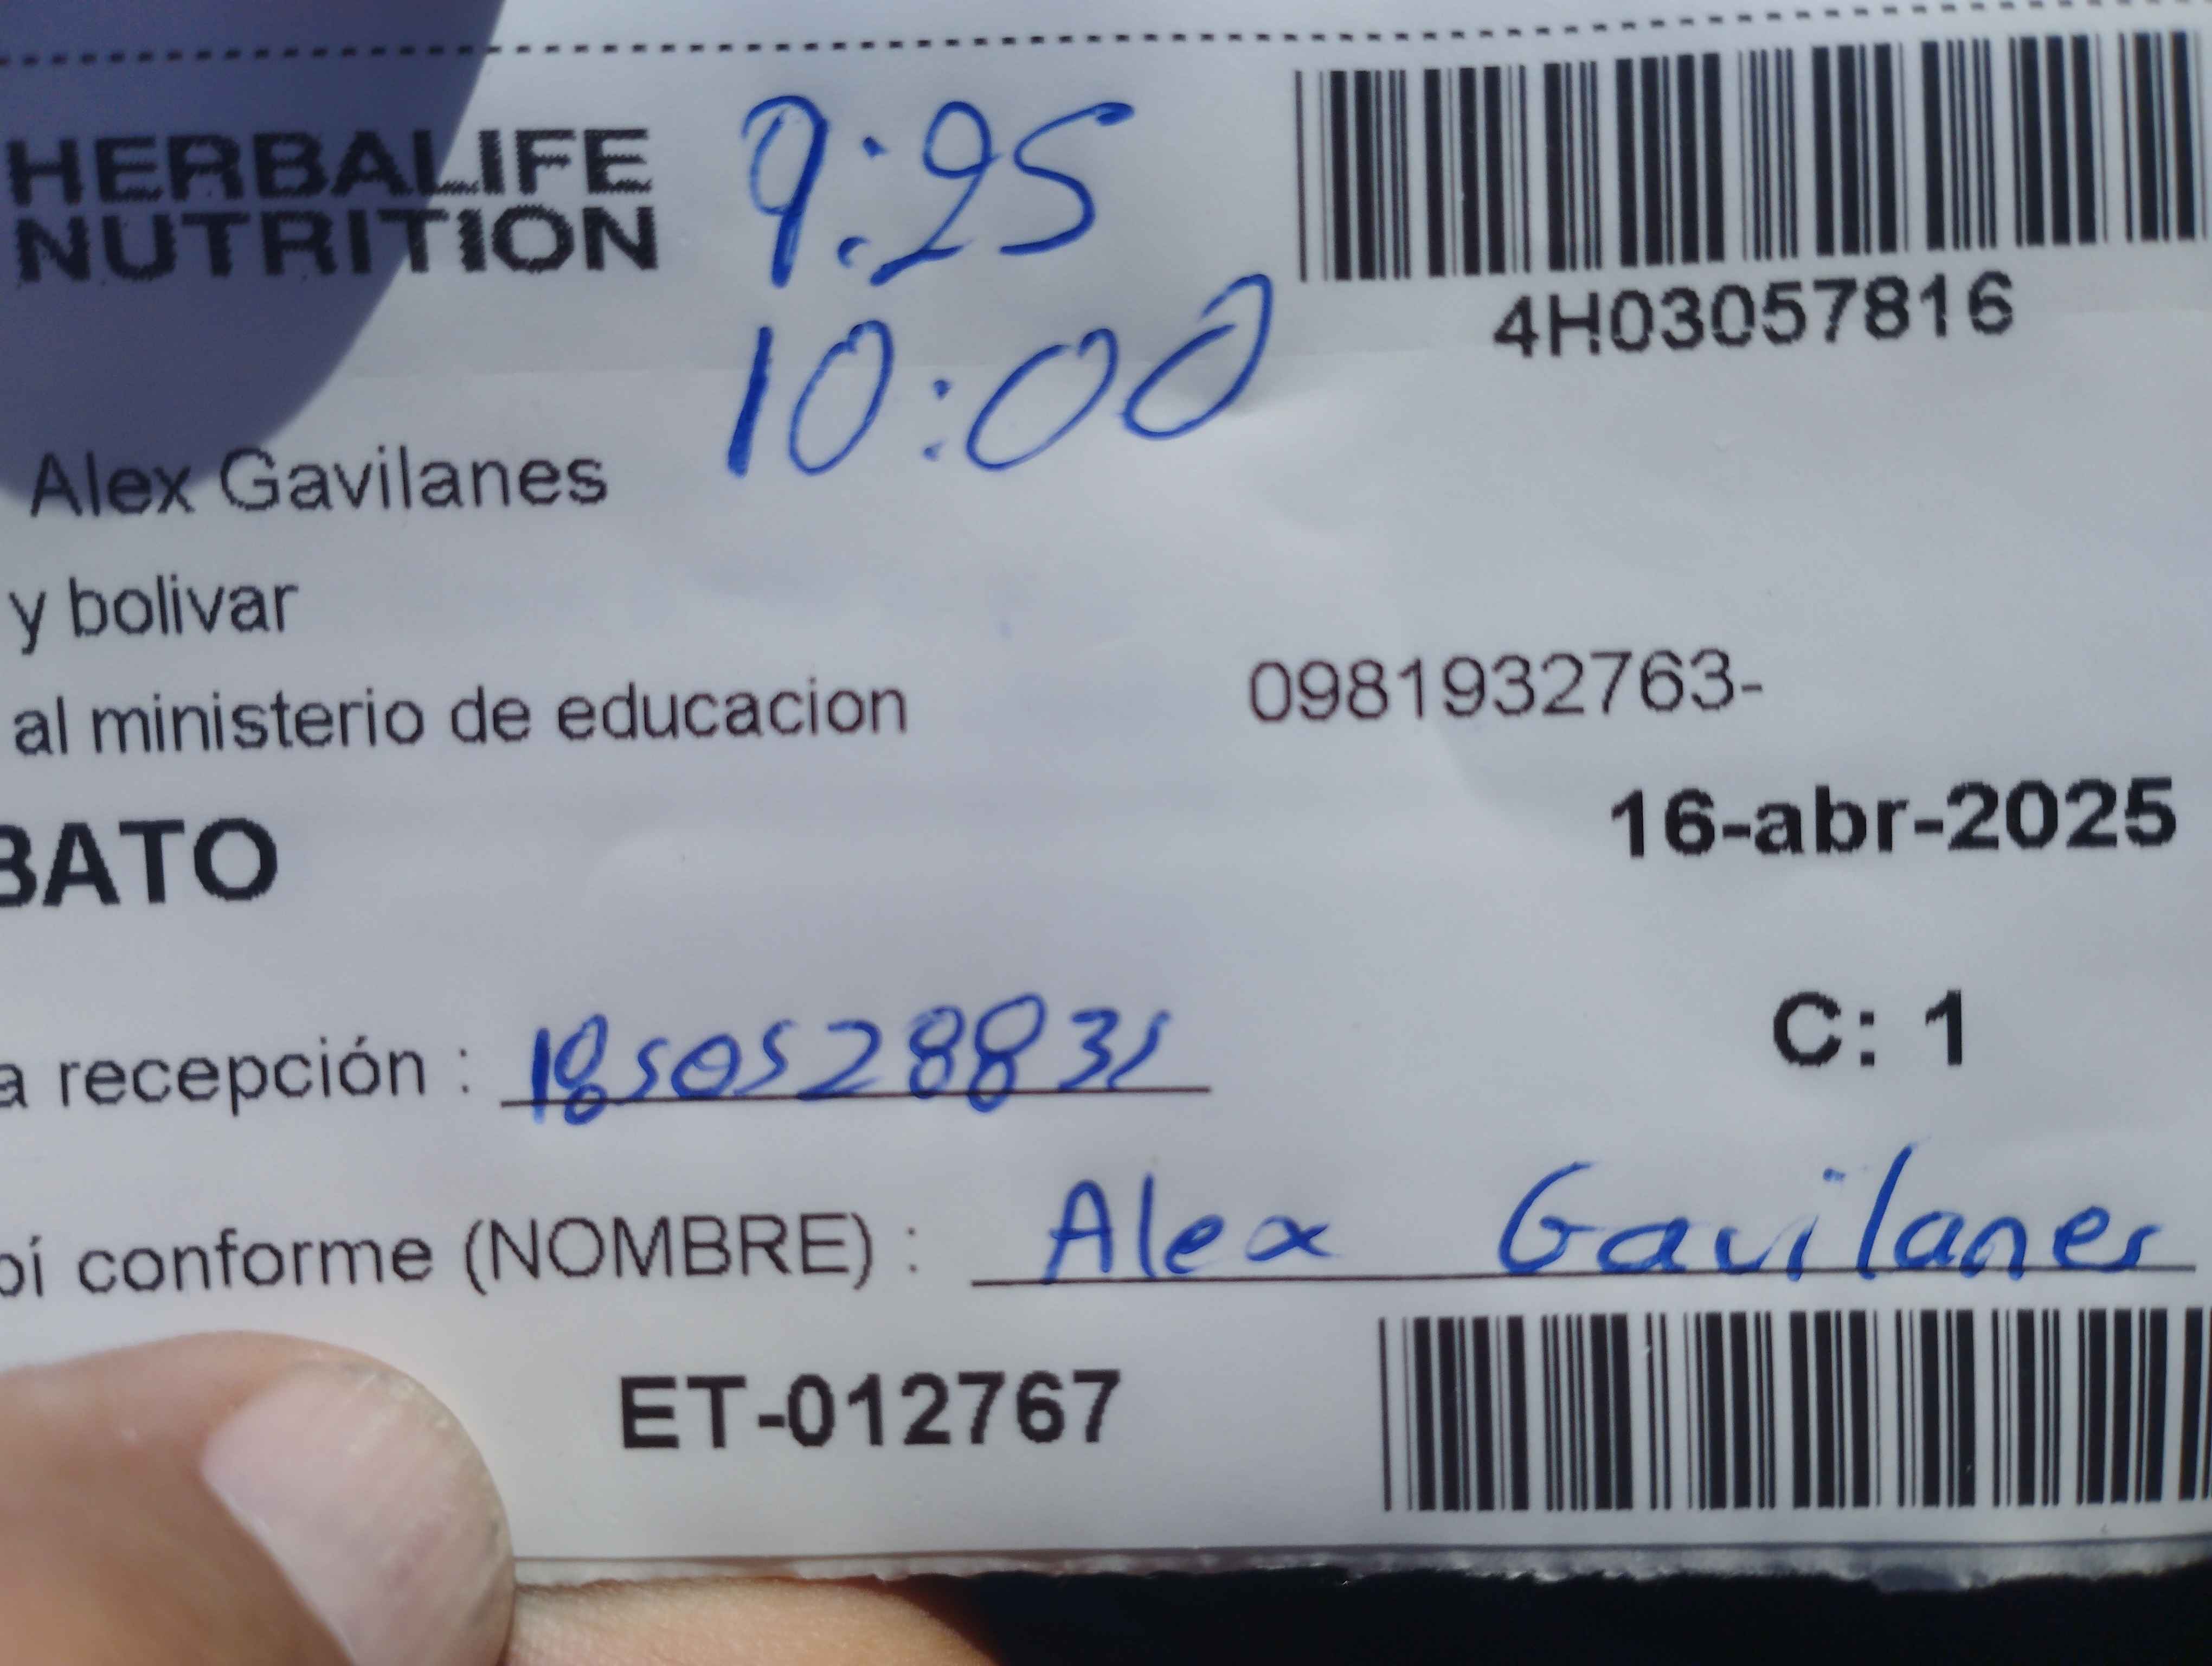 HERBALIFE
NUTRITION
9:25
10:00
4H03057816
Alex Gavilanes
y bolivar
al ministerio de educacion
0981932763-
BATO
16-abr-2025
a recepción :
C: 1
bí conforme (NOMBRE) : Alex Gavilanes
ET-012767